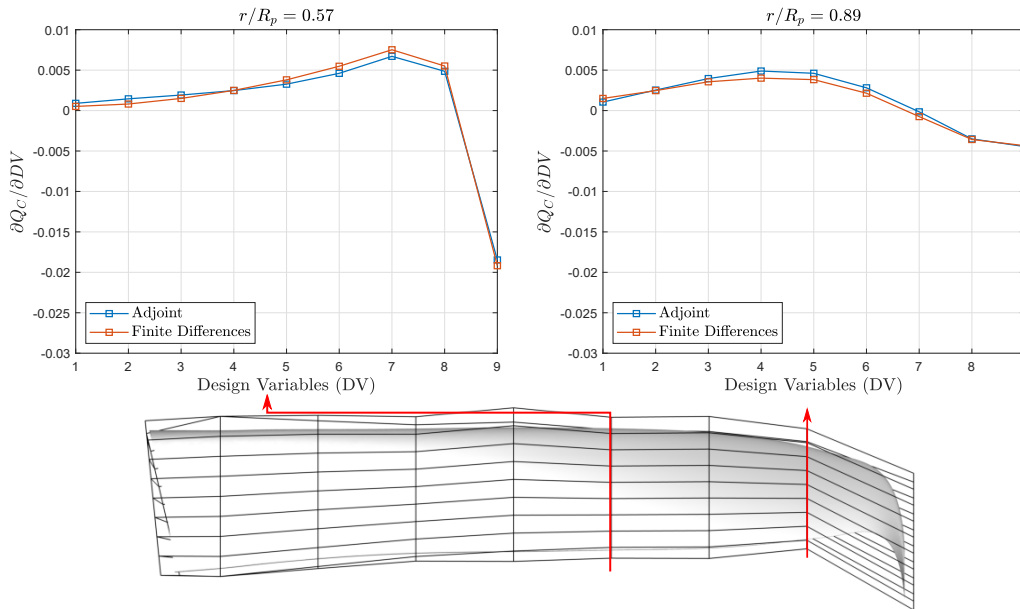 r/R_p = 0.57
0.01
0.005
0
-0.005
-0.01
-0.015
-0.02
-0.025
-0.03
∂Q_C/∂DV
Adjoint
Finite Differences
1 2 3 4 5 6 7 8 9
Design Variables (DV)
r/R_p = 0.89
0.01
0.005
0
-0.005
-0.01
-0.015
-0.02
-0.025
-0.03
∂Q_C/∂DV
Adjoint
Finite Differences
1 2 3 4 5 6 7 8
Design Variables (DV)